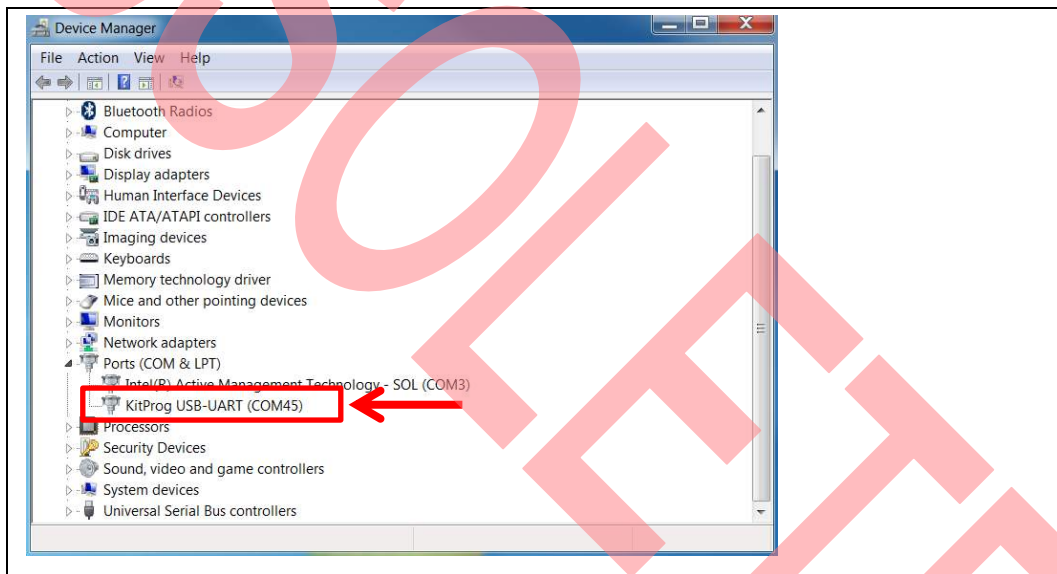 Device Manager
File Action View Help
Bluetooth Radios
Computer
Disk drives
Display adapters
Human Interface Devices
IDE ATA/ATAPI controllers
Imaging devices
Keyboards
Memory technology driver
Mice and other pointing devices
Monitors
Network adapters
Ports (COM & LPT)
Intel(R) Active Management Technology - SOL (COM3)
KitProg USB-UART (COM45)
Processors
Security Devices
Sound, video and game controllers
System devices
Universal Serial Bus controllers